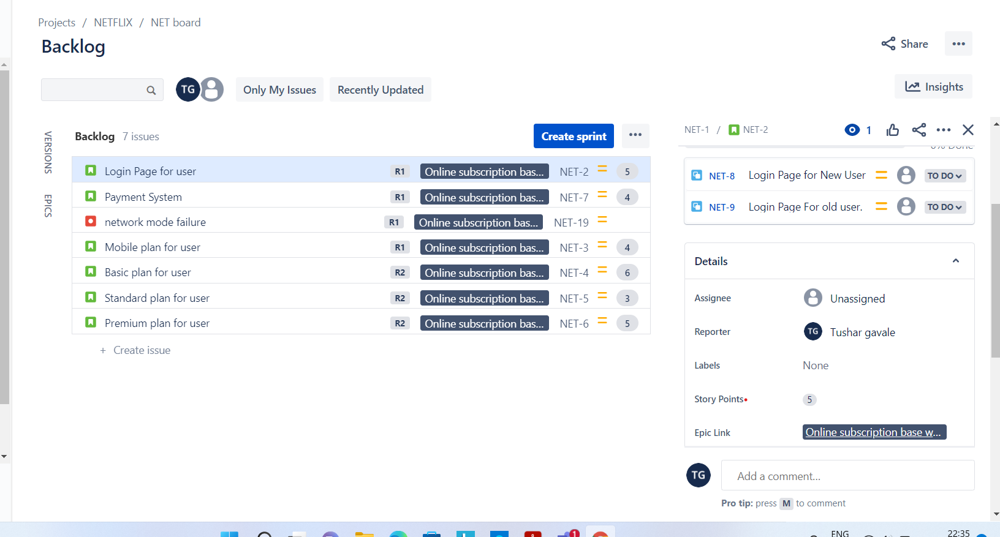 Projects / NETFLIX / NET board
Backlog
Share
TG
Only My Issues
Recently Updated
Insights
VERSIONS
EPICS
Backlog 7 issues
Create sprint
Login Page for user R1 Online subscription bas... NET-2 5
Payment System R1 Online subscription bas... NET-7 4
network mode failure R1 Online subscription bas... NET-19
Mobile plan for user R1 Online subscription bas... NET-3 4
Basic plan for user R2 Online subscription bas... NET-4 6
Standard plan for user R2 Online subscription bas... NET-5 3
Premium plan for user R2 Online subscription bas... NET-6 5
+ Create issue
NET-1 / NET-2 1
0% Done
NET-8 Login Page for New User TO DO
NET-9 Login Page For old user. TO DO
Details
Assignee Unassigned
Reporter TG Tushar gavale
Labels None
Story Points 5
Epic Link Online subscription base w...
TG Add a comment...
Pro tip: press M to comment
1
ENG
22:35